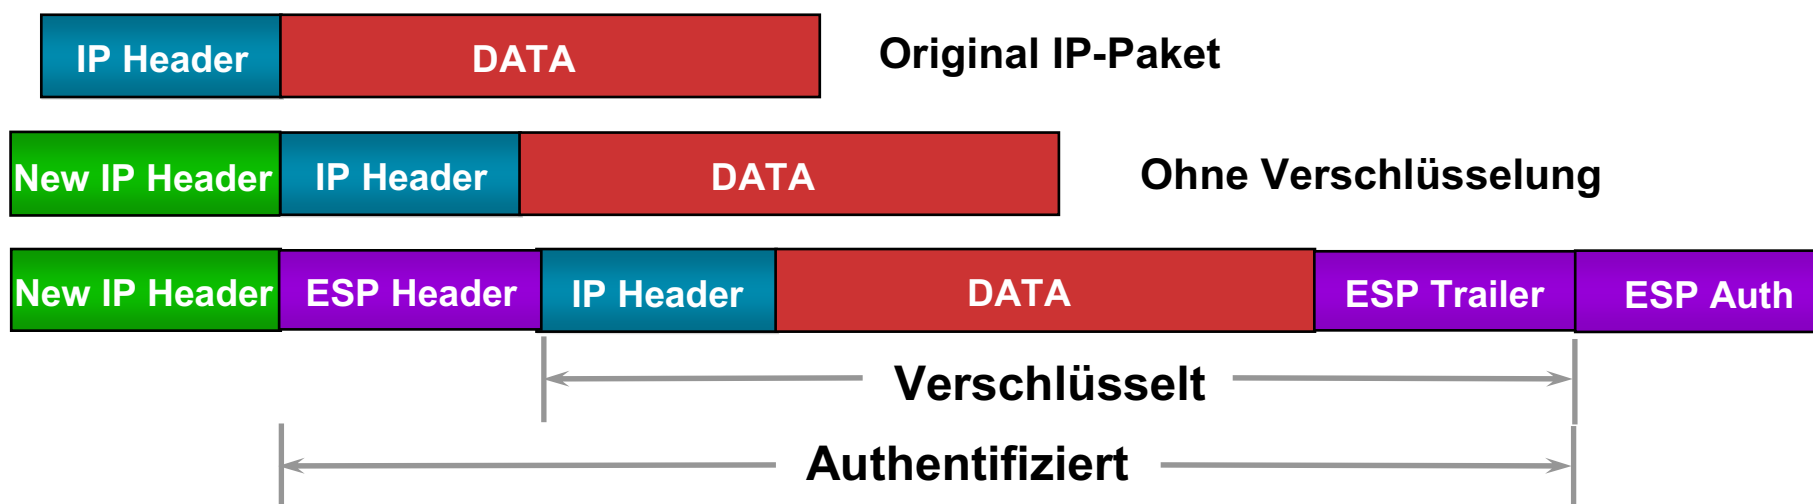 IP Header DATA Original IP-Paket
New IP Header IP Header DATA Ohne Verschlüsselung
New IP Header ESP Header IP Header DATA ESP Trailer ESP Auth
Verschlüsselt
Authentifiziert